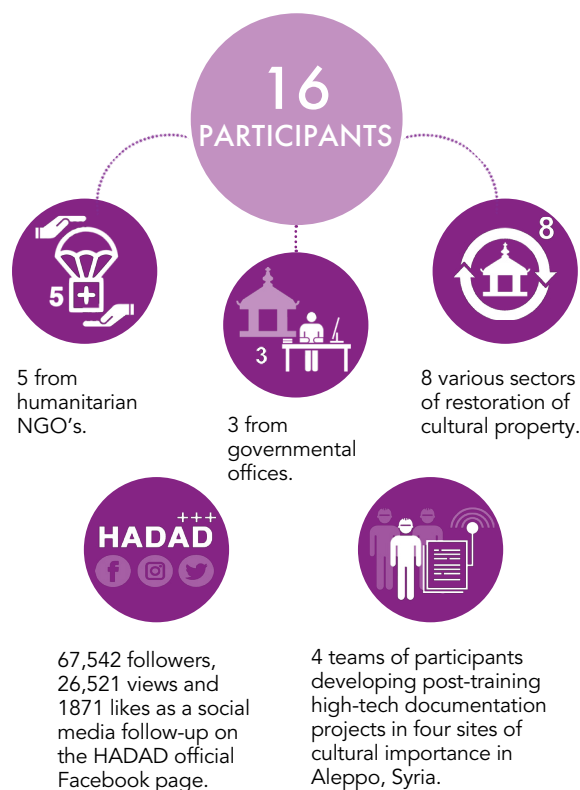 16
PARTICIPANTS
5
3
8
5 from
humanitarian
NGO's.
3 from
governmental
offices.
8 various sectors
of restoration of
cultural property.
+++
HADAD
67,542 followers,
26,521 views and
1871 likes as a social
media follow-up on
the HADAD official
Facebook page.
4 teams of participants
developing post-training
high-tech documentation
projects in four sites of
cultural importance in
Aleppo, Syria.